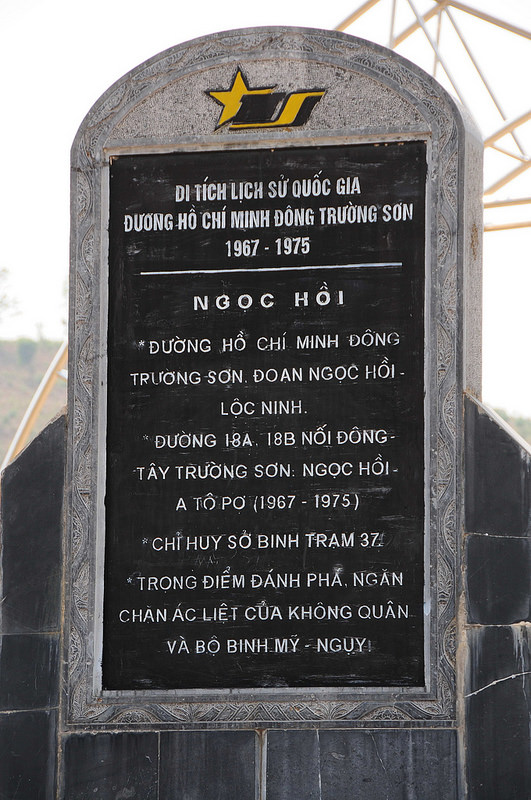 DI TÍCH LỊCH SỬ QUỐC GIA
ĐƯỜNG HỒ CHÍ MINH ĐÔNG TRƯỜNG SƠN
1967 - 1975
NGỌC HỒI
*ĐƯỜNG HỒ CHÍ MINH ĐÔNG
TRƯỜNG SƠN. ĐOẠN NGỌC HỒI -
LỘC NINH.
*ĐƯỜNG 18A, 18B NỐI ĐÔNG-
TÂY TRƯỜNG SƠN: NGỌC HỒI -
A TÔ PƠ (1967 - 1975)
*CHỈ HUY SỞ BINH TRẠM 37.
*TRỌNG ĐIỂM ĐÁNH PHÁ, NGĂN
CHẶN ÁC LIỆT CỦA KHÔNG QUÂN
VÀ BỘ BINH MỸ - NGỤY